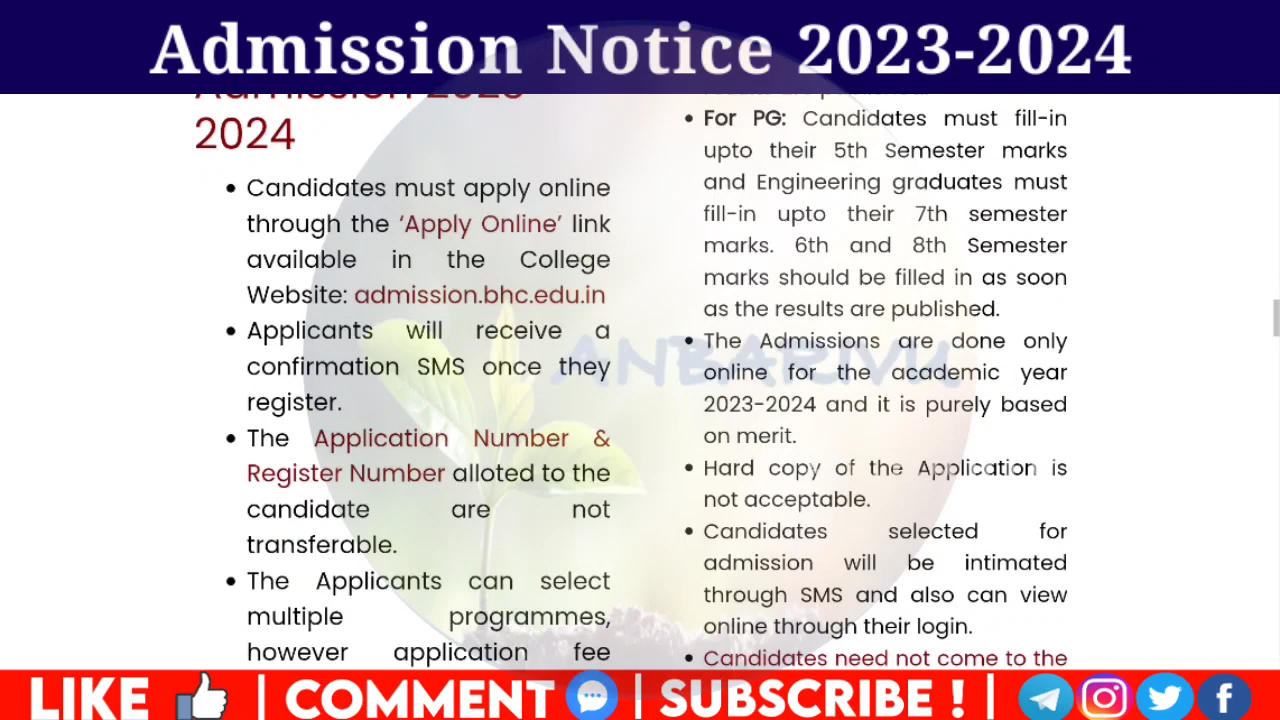 Admission Notice 2023-2024
2024
• Candidates must apply online
through the ‘Apply Online’ link
available in the College
Website: admission.bhc.edu.in
• Applicants will receive a
confirmation SMS once they
register.
• The Application Number &
Register Number alloted to the
candidate are not
transferable.
• The Applicants can select
multiple programmes,
however application fee
• For PG: Candidates must fill-in
upto their 5th Semester marks
and Engineering graduates must
fill-in upto their 7th semester
marks. 6th and 8th Semester
marks should be filled in as soon
as the results are published.
• The Admissions are done only
online for the academic year
2023-2024 and it is purely based
on merit.
• Hard copy of the Application is
not acceptable.
• Candidates selected for
admission will be intimated
through SMS and also can view
online through their login.
• Candidates need not come to the
ANBARIVU
LIKE | COMMENT | SUBSCRIBE ! |